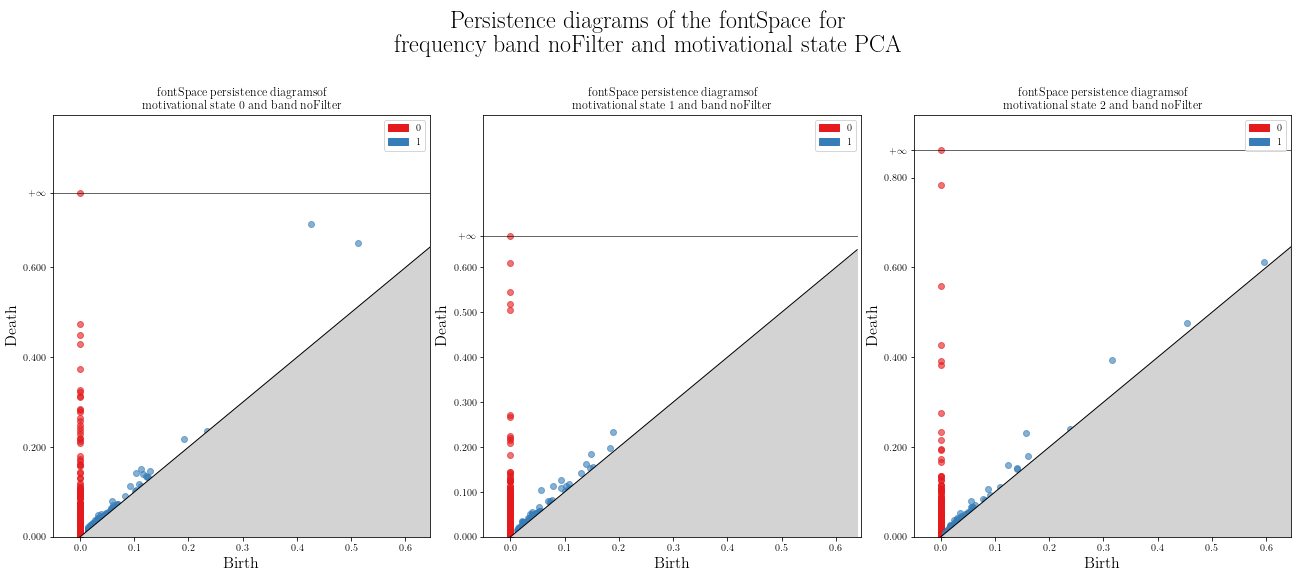 Persistence diagrams of the fontSpace for
frequency band noFilter and motivational state PCA
fontSpace persistence diagramsof
motivational state 0 and band noFilter
0
1
+∞
0.600
0.400
0.200
0.000
Death
0.0 0.1 0.2 0.3 0.4 0.5 0.6
Birth
fontSpace persistence diagramsof
motivational state 1 and band noFilter
0
1
+∞
0.600
0.500
0.400
0.300
0.200
0.100
0.000
Death
0.0 0.1 0.2 0.3 0.4 0.5 0.6
Birth
fontSpace persistence diagramsof
motivational state 2 and band noFilter
0
1
+∞
0.800
0.600
0.400
0.200
0.000
Death
0.0 0.1 0.2 0.3 0.4 0.5 0.6
Birth